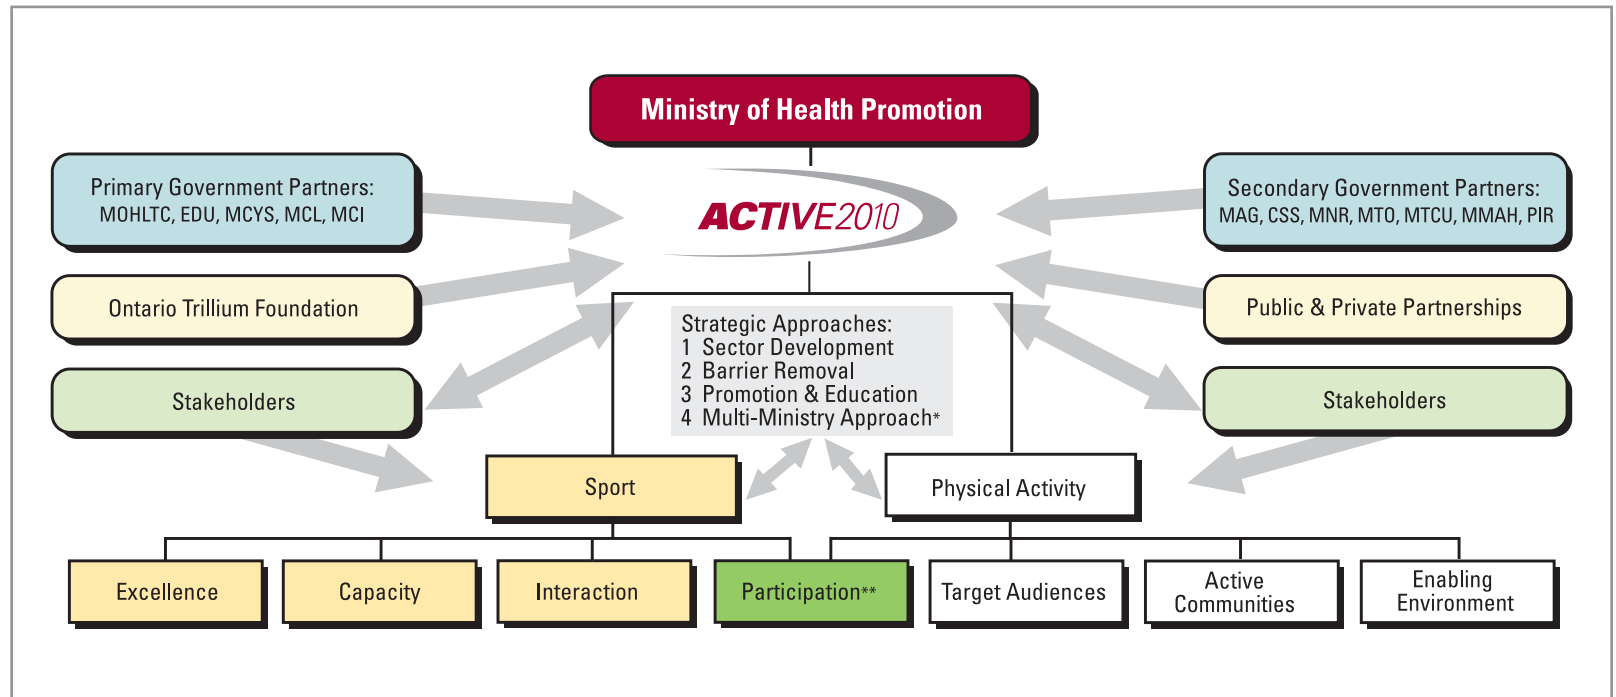 Ministry of Health Promotion
Primary Government Partners:
MOHLTC, EDU, MCYS, MCL, MCI
Secondary Government Partners:
MAG, CSS, MNR, MTO, MTCU, MMAH, PIR
ACTIVE2010
Ontario Trillium Foundation
Public & Private Partnerships
Strategic Approaches:
1 Sector Development
2 Barrier Removal
3 Promotion & Education
4 Multi-Ministry Approach*
Stakeholders
Stakeholders
Sport
Physical Activity
Excellence
Capacity
Interaction
Participation**
Target Audiences
Active
Communities
Enabling
Environment